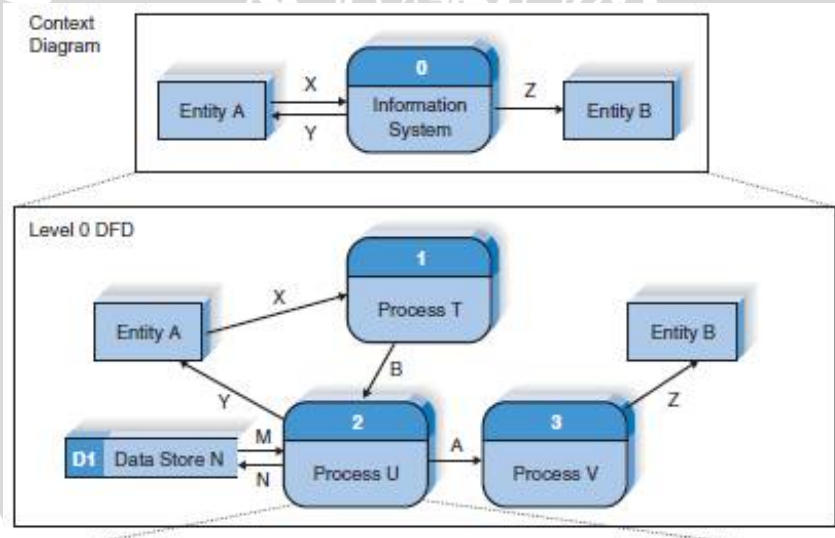 Context
Diagram
0
X
Z
Entity A
Information
System
Entity B
Y
Level 0 DFD
1
X
Process T
Entity A
Entity B
B
Y
Z
2
3
M
A
D1 Data Store N
Process U
Process V
N